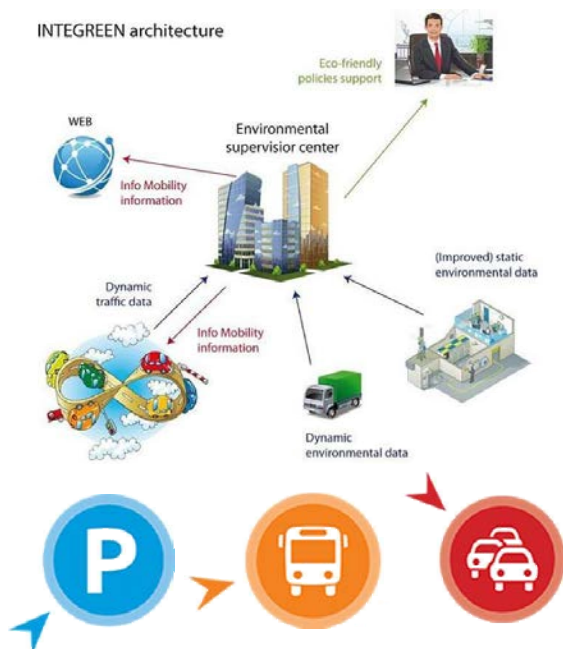 INTEGREEN architecture
Eco-friendly
policies support
WEB
Environmental
supervisior center
Info Mobility
information
(Improved) static
environmental data
Dynamic
traffic data
Info Mobility
information
Dynamic
environmental data
P